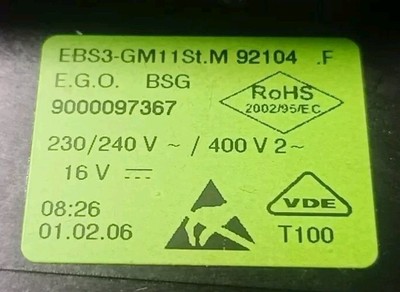 EBS3-GM11St.M 92104 .F
E.G.O. BSG
RoHS
2002/95/EC
9000097367
230/240 V ~ / 400 V 2~
16 V ⎓
VDE
08:26
01.02.06
T100